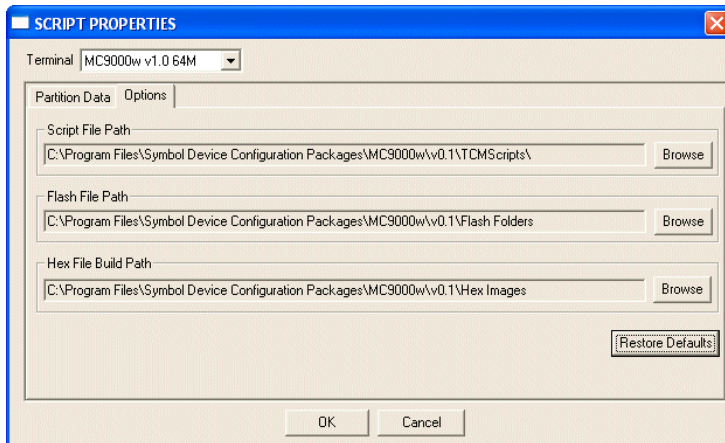 SCRIPT PROPERTIES
Terminal MC9000w v1.0 64M
Partition Data Options
Script File Path
C:\Program Files\Symbol Device Configuration Packages\MC9000w\v0.1\TCMScripts\ Browse
Flash File Path
C:\Program Files\Symbol Device Configuration Packages\MC9000w\v0.1\Flash Folders Browse
Hex File Build Path
C:\Program Files\Symbol Device Configuration Packages\MC9000w\v0.1\Hex Images Browse
Restore Defaults
OK Cancel